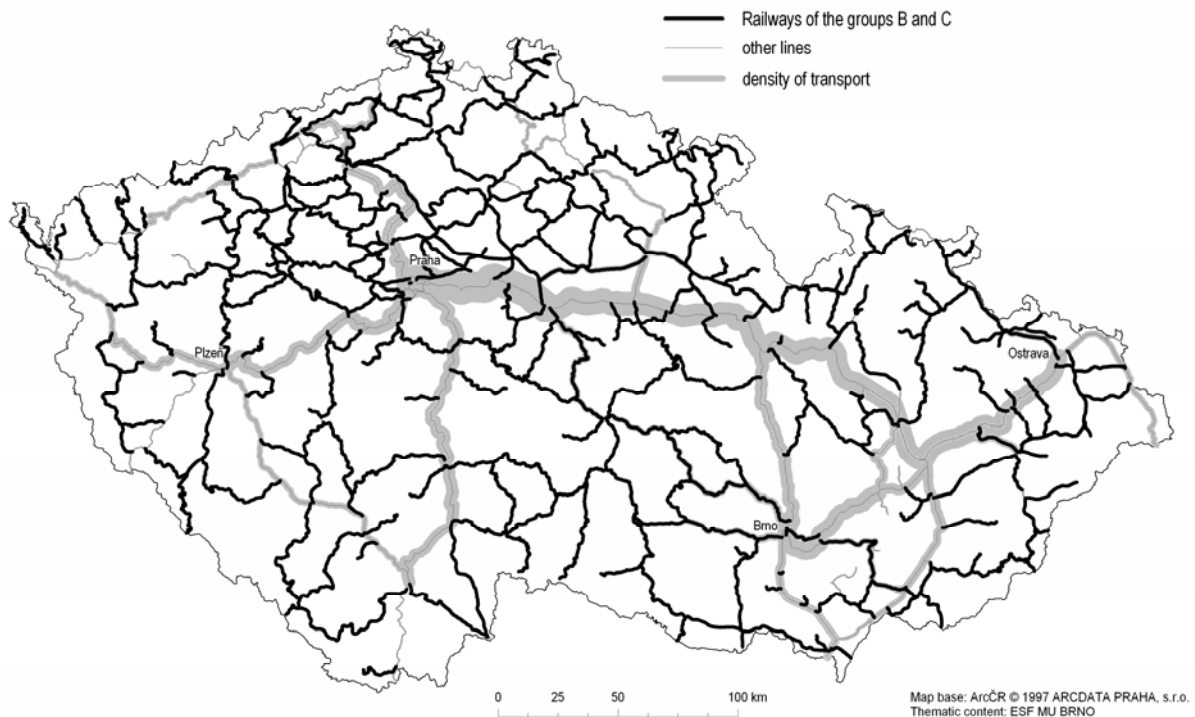 Railways of the groups B and C
other lines
density of transport
Praha
Plzeň
Ostrava
Brno
0 25 50 100 km
Map base: ArcČR © 1997 ARCDATA PRAHA, s.r.o.
Thematic content: ESF MU BRNO